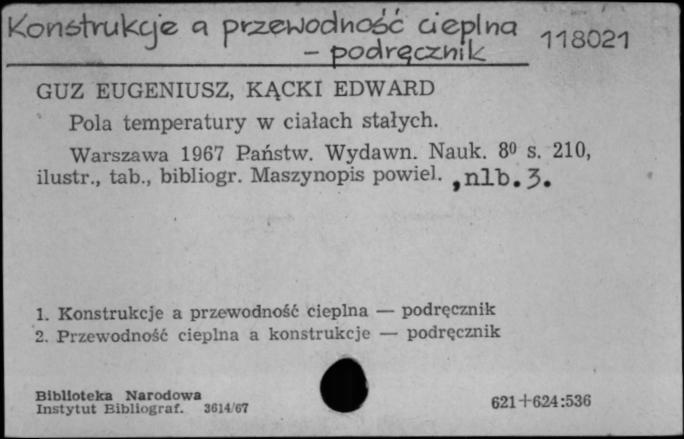 Konstrukcje a przewodność cieplna
- podręcznik
118021
GUZ EUGENIUSZ, KĄCKI EDWARD
Pola temperatury w ciałach stałych.
Warszawa 1967 Państw. Wydawn. Nauk. 8⁰ s. 210,
ilustr., tab., bibliogr. Maszynopis powiel. ,nlb.3.
1. Konstrukcje a przewodność cieplna — podręcznik
2. Przewodność cieplna a konstrukcje — podręcznik
Biblioteka Narodowa
Instytut Bibliograf. 3614/67
621+624:536